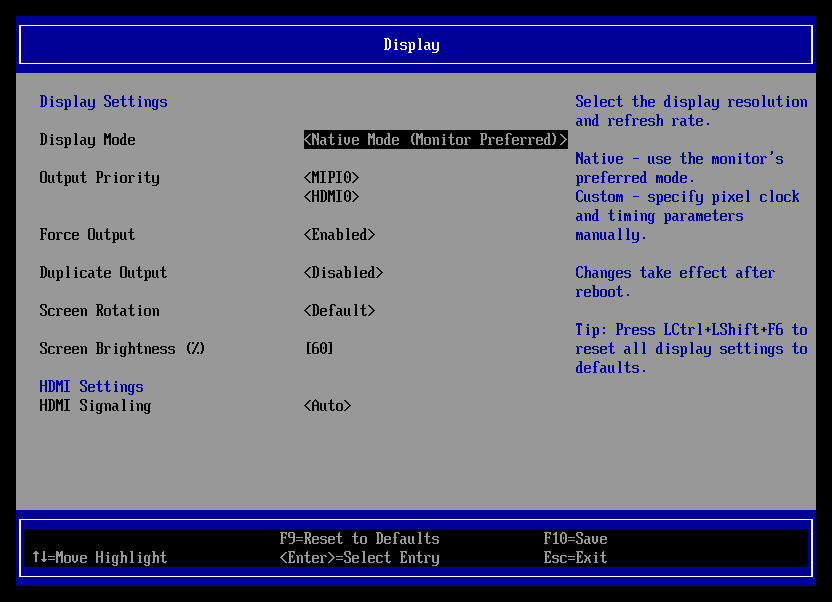 Display
Display Settings
Display Mode <Native Mode (Monitor Preferred)>
Output Priority <MIPI0>
<HDMI0>
Force Output <Enabled>
Duplicate Output <Disabled>
Screen Rotation <Default>
Screen Brightness (%) [60]
HDMI Settings
HDMI Signaling <Auto>
Select the display resolution
and refresh rate.
Native - use the monitor's
preferred mode.
Custom - specify pixel clock
and timing parameters
manually.
Changes take effect after
reboot.
Tip: Press LCtrl+LShift+F6 to
reset all display settings to
defaults.
F9=Reset to Defaults F10=Save
↑↓=Move Highlight <Enter>=Select Entry Esc=Exit